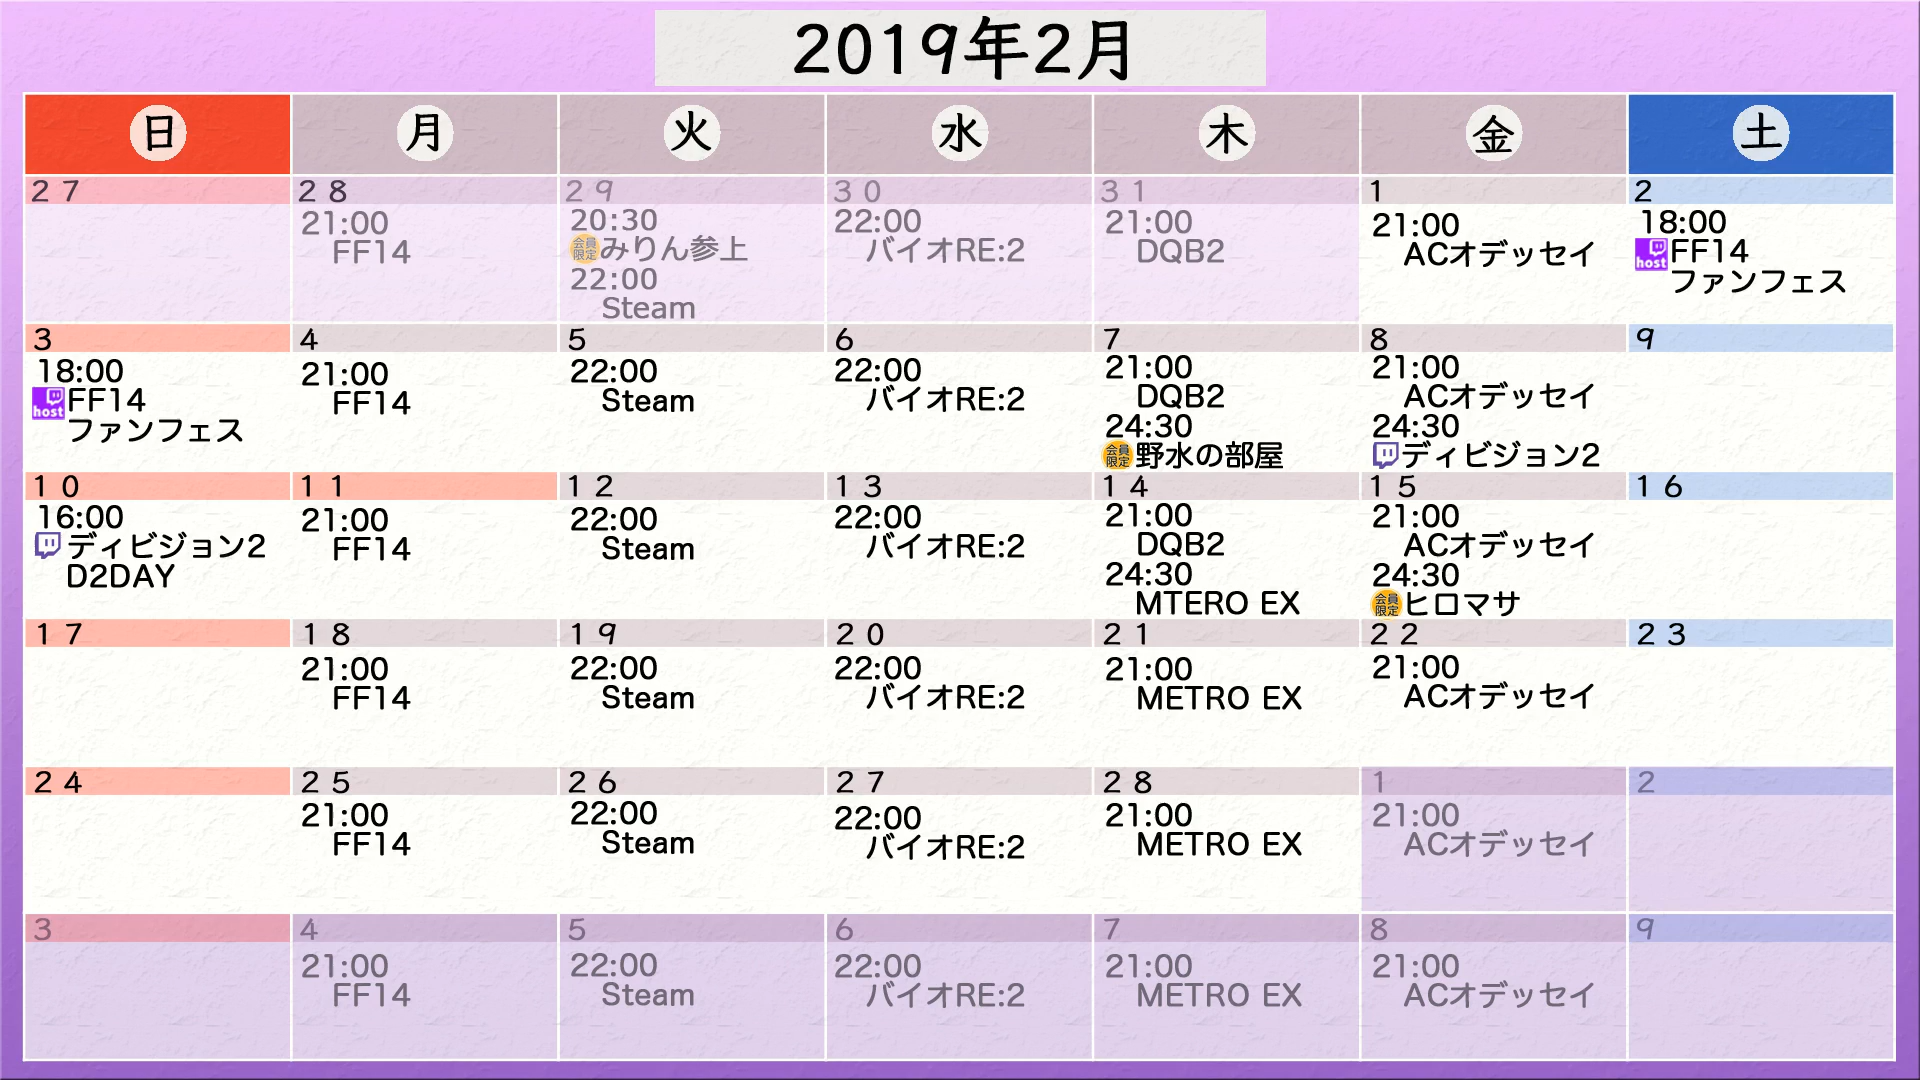 2019年2月
日 月 火 水 木 金 土
27
28
21:00
FF14
29
20:30
会員限定 みりん参上
22:00
Steam
30
22:00
バイオRE:2
31
21:00
DQB2
1
21:00
ACオデッセイ
2
18:00
host FF14
ファンフェス
3
18:00
host FF14
ファンフェス
4
21:00
FF14
5
22:00
Steam
6
22:00
バイオRE:2
7
21:00
DQB2
24:30
会員限定 野水の部屋
8
21:00
ACオデッセイ
24:30
ディビジョン2
9
10
16:00
ディビジョン2
D2DAY
11
21:00
FF14
12
22:00
Steam
13
22:00
バイオRE:2
14
21:00
DQB2
24:30
MTERO EX
15
21:00
ACオデッセイ
24:30
会員限定 ヒロマサ
16
17
18
21:00
FF14
19
22:00
Steam
20
22:00
バイオRE:2
21
21:00
METRO EX
22
21:00
ACオデッセイ
23
24
25
21:00
FF14
26
22:00
Steam
27
22:00
バイオRE:2
28
21:00
METRO EX
1
21:00
ACオデッセイ
2
3
4
21:00
FF14
5
22:00
Steam
6
22:00
バイオRE:2
7
21:00
METRO EX
8
21:00
ACオデッセイ
9